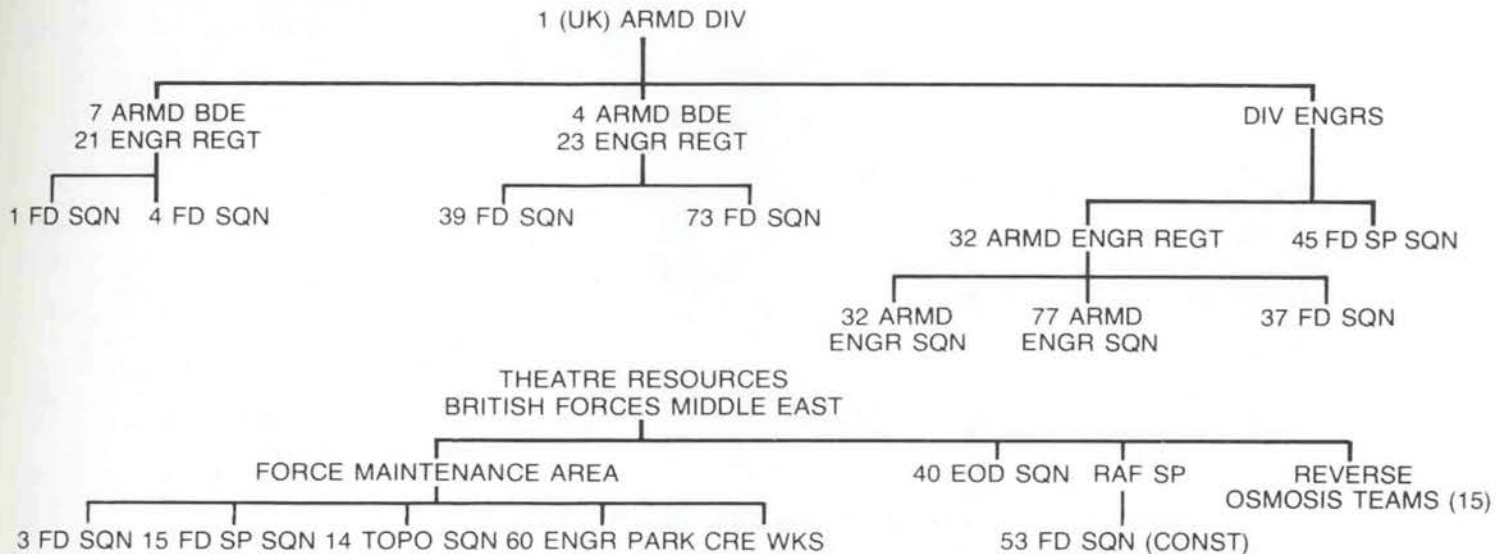 1 (UK) ARMD DIV
7 ARMD BDE
21 ENGR REGT
4 ARMD BDE
23 ENGR REGT
DIV ENGRS
1 FD SQN
4 FD SQN
39 FD SQN
73 FD SQN
32 ARMD ENGR REGT
45 FD SP SQN
32 ARMD
ENGR SQN
77 ARMD
ENGR SQN
37 FD SQN
THEATRE RESOURCES
BRITISH FORCES MIDDLE EAST
FORCE MAINTENANCE AREA
40 EOD SQN
RAF SP
REVERSE
OSMOSIS TEAMS (15)
3 FD SQN
15 FD SP SQN
14 TOPO SQN
60 ENGR PARK
CRE WKS
53 FD SQN (CONST)